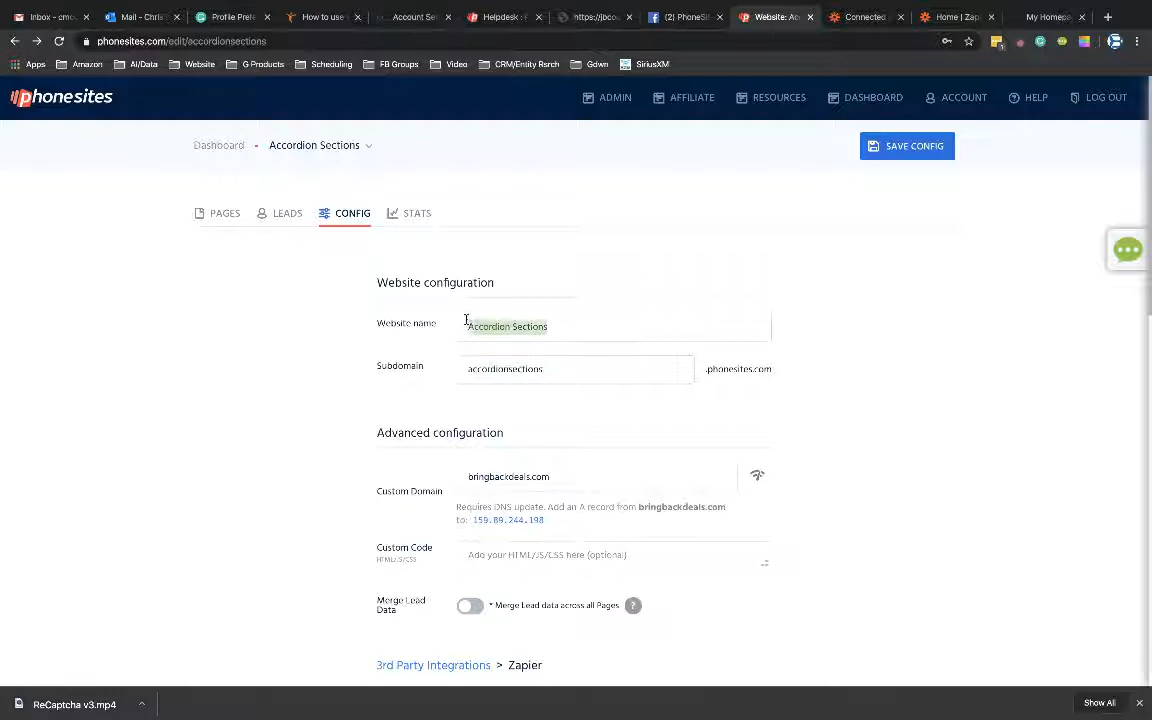 Inbox - cmo
Mail - Chris
Profile Pref
How to use
Account Se
Helpdesk :
https://jbco
(2) PhoneSi
Website: Ac
Connected
Home | Zap
My Homep
phonesites.com/edit/accordionsections
Apps
Amazon
AI/Data
Website
G Products
Scheduling
FB Groups
Video
CRM/Entity Rsrch
Gdwn
SiriusXM
phonesites
ADMIN
AFFILIATE
RESOURCES
DASHBOARD
ACCOUNT
HELP
LOG OUT
Dashboard - Accordion Sections
SAVE CONFIG
PAGES
LEADS
CONFIG
STATS
Website configuration
Website name
Accordion Sections
Subdomain
accordionsections
.phonesites.com
Advanced configuration
bringbackdeals.com
Custom Domain
Requires DNS update. Add an A record from bringbackdeals.com
to: 159.89.244.198
Custom Code
HTML/JS/CSS
Add your HTML/JS/CSS here (optional)
Merge Lead
Data
* Merge Lead data across all Pages
?
3rd Party Integrations > Zapier
ReCaptcha v3.mp4
Show All